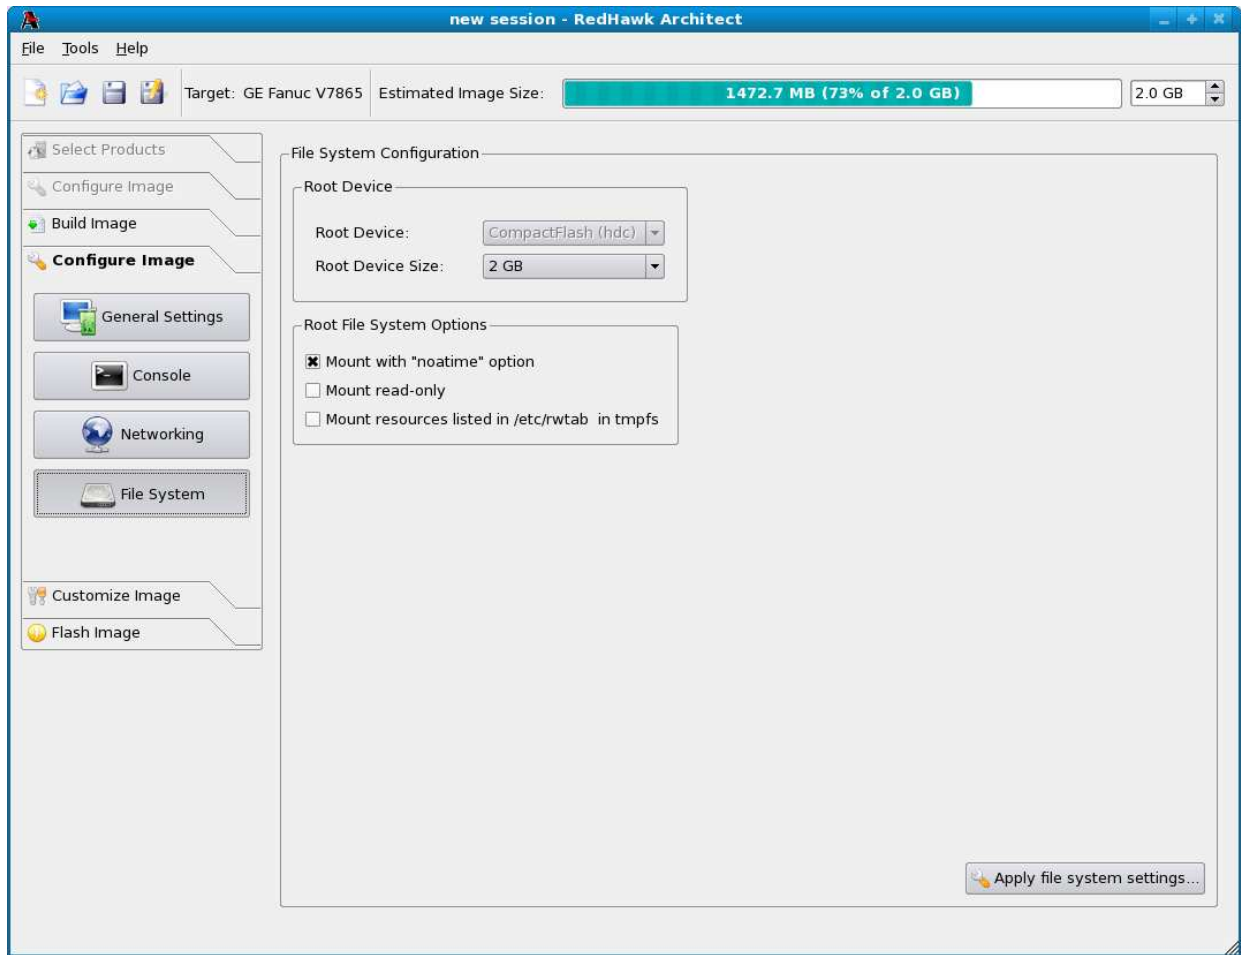 new session - RedHawk Architect
File Tools Help
Target: GE Fanuc V7865 Estimated Image Size: 1472.7 MB (73% of 2.0 GB) 2.0 GB
Select Products
Configure Image
Build Image
Configure Image
General Settings
Console
Networking
File System
Customize Image
Flash Image
File System Configuration
Root Device
Root Device: CompactFlash (hdc)
Root Device Size: 2 GB
Root File System Options
Mount with "noatime" option
Mount read-only
Mount resources listed in /etc/rwtab in tmpfs
Apply file system settings...